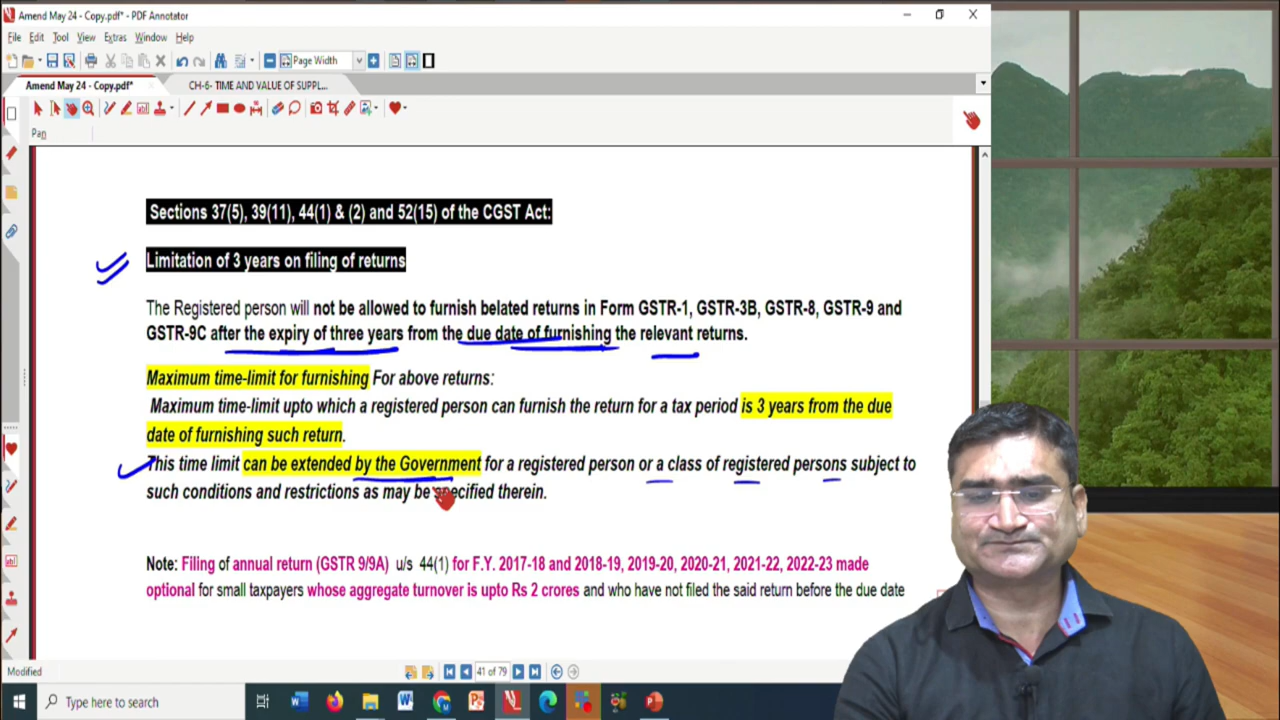 Amend May 24 - Copy.pdf* - PDF Annotator
File Edit Tool View Extras Window Help
Page Width
Amend May 24 - Copy.pdf* CH-6- TIME AND VALUE OF SUPPL...
Pan
Sections 37(5), 39(11), 44(1) & (2) and 52(15) of the CGST Act:
Limitation of 3 years on filing of returns
The Registered person will not be allowed to furnish belated returns in Form GSTR-1, GSTR-3B, GSTR-8, GSTR-9 and
GSTR-9C after the expiry of three years from the due date of furnishing the relevant returns.
Maximum time-limit for furnishing For above returns:
Maximum time-limit upto which a registered person can furnish the return for a tax period is 3 years from the due
date of furnishing such return.
This time limit can be extended by the Government for a registered person or a class of registered persons subject to
such conditions and restrictions as may be specified therein.
Note: Filing of annual return (GSTR 9/9A) u/s 44(1) for F.Y. 2017-18 and 2018-19, 2019-20, 2020-21, 2021-22, 2022-23 made
optional for small taxpayers whose aggregate turnover is upto Rs 2 crores and who have not filed the said return before the due date
Modified 41 of 79
Type here to search